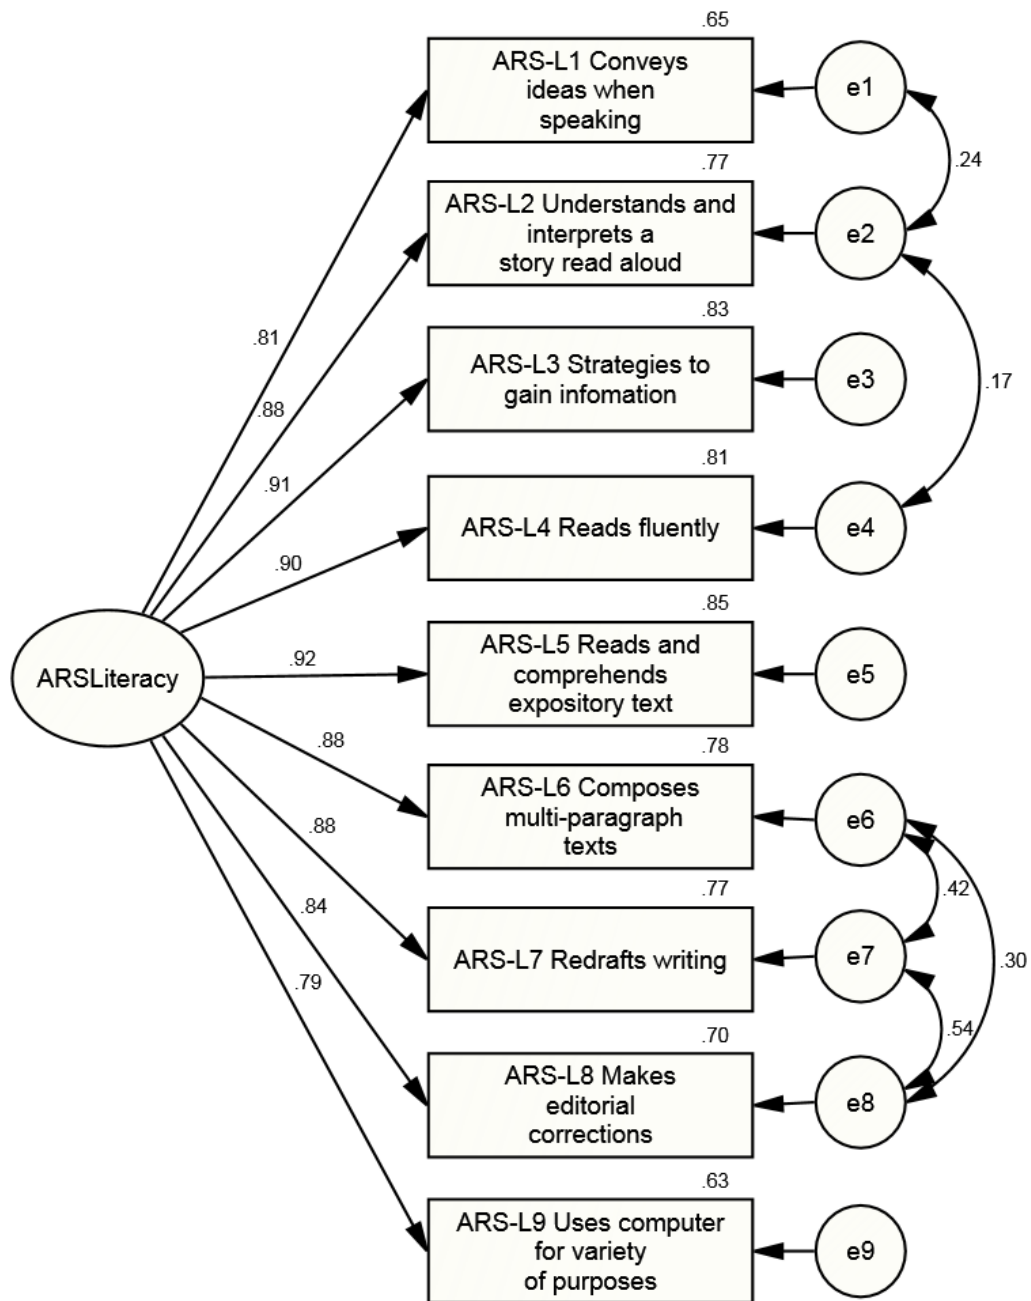 .65
ARS-L1 Conveys
ideas when
speaking
e1
.24
.77
ARS-L2 Understands and
interprets a
story read aloud
e2
.83
.81
ARS-L3 Strategies to
gain infomation
e3
.17
.88
.91
.81
ARS-L4 Reads fluently
e4
.90
.85
ARSLiteracy
.92
ARS-L5 Reads and
comprehends
expository text
e5
.88
.78
ARS-L6 Composes
multi-paragraph
texts
e6
.88
.42
.77
.84
ARS-L7 Redrafts writing
e7
.30
.79
.54
.70
ARS-L8 Makes
editorial
corrections
e8
.63
ARS-L9 Uses computer
for variety
of purposes
e9